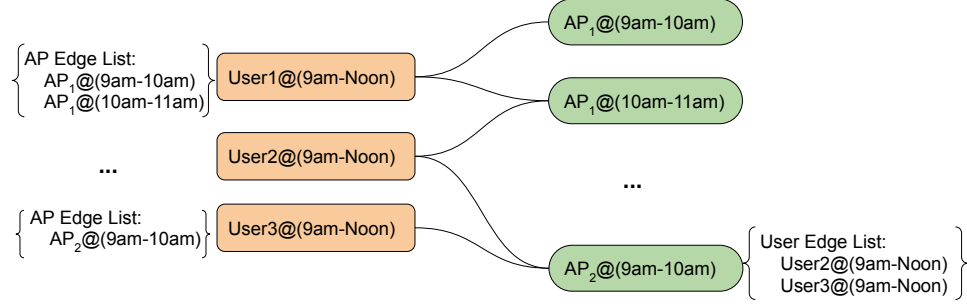 AP Edge List:
AP₁@(9am-10am)
AP₁@(10am-11am)
User1@(9am-Noon)
AP₁@(9am-10am)
AP₁@(10am-11am)
...
User2@(9am-Noon)
...
AP Edge List:
AP₂@(9am-10am)
User3@(9am-Noon)
AP₂@(9am-10am)
User Edge List:
User2@(9am-Noon)
User3@(9am-Noon)